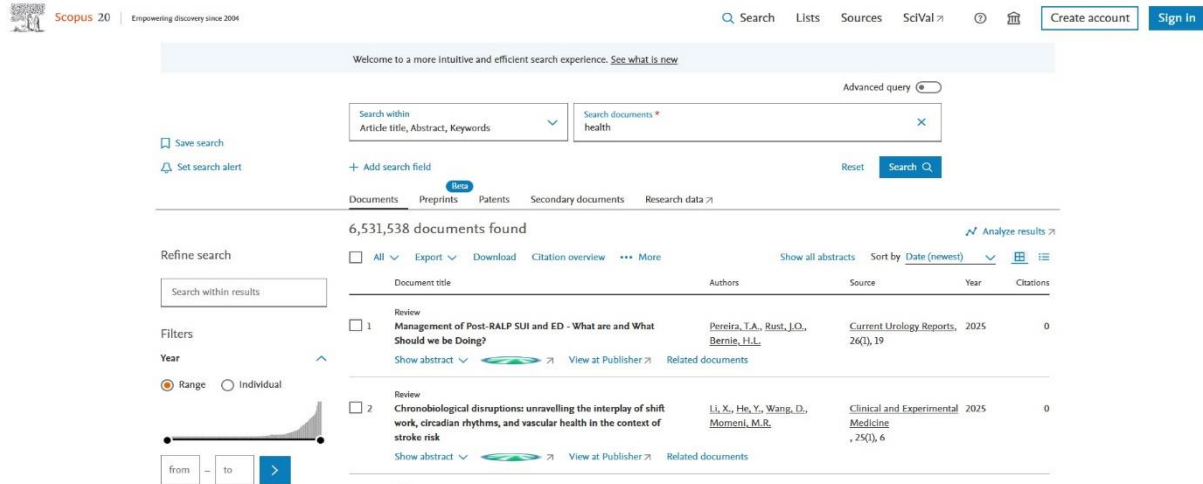 Scopus 20
Empowering discovery since 2004
Search
Lists
Sources
SciVal
Create account
Sign in
Welcome to a more intuitive and efficient search experience. See what is new
Advanced query
Search within
Article title, Abstract, Keywords
Search documents *
health
Save search
Set search alert
+ Add search field
Reset
Search
Beta
Documents
Preprints
Patents
Secondary documents
Research data
6,531,538 documents found
Analyze results
Refine search
Search within results
Filters
Year
Range
Individual
from – to
All
Export
Download
Citation overview
••• More
Show all abstracts
Sort by Date (newest)
Document title
Authors
Source
Year
Citations
1
Review
Management of Post-RALP SUI and ED - What are and What
Should we be Doing?
Pereira, T.A., Rust, J.O.,
Bernie, H.L.
Current Urology Reports,
26(1), 19
2025
0
Show abstract
View at Publisher
Related documents
2
Review
Chronobiological disruptions: unravelling the interplay of shift
work, circadian rhythms, and vascular health in the context of
stroke risk
Li, X., He, Y., Wang, D.,
Momeni, M.R.
Clinical and Experimental
Medicine
, 25(1), 6
2025
0
Show abstract
View at Publisher
Related documents